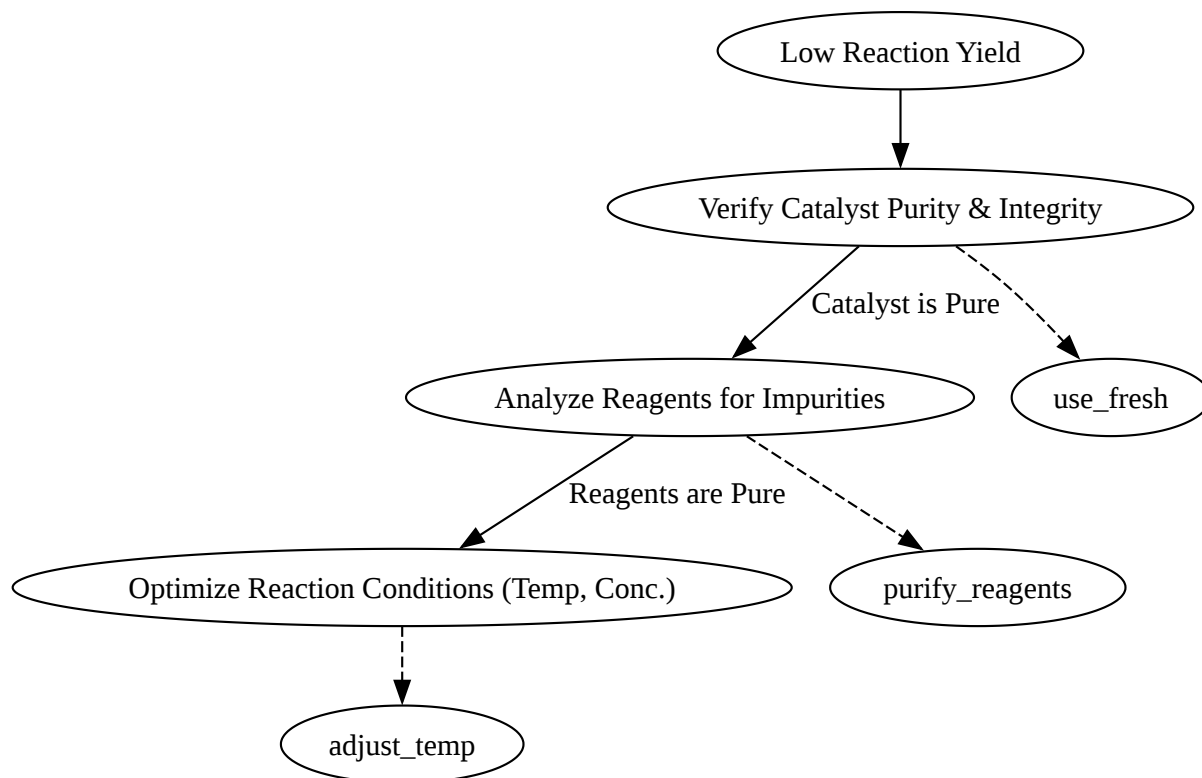 Low Reaction Yield
Verify Catalyst Purity & Integrity
Catalyst is Pure
Analyze Reagents for Impurities
use_fresh
Reagents are Pure
Optimize Reaction Conditions (Temp, Conc.)
purify_reagents
adjust_temp